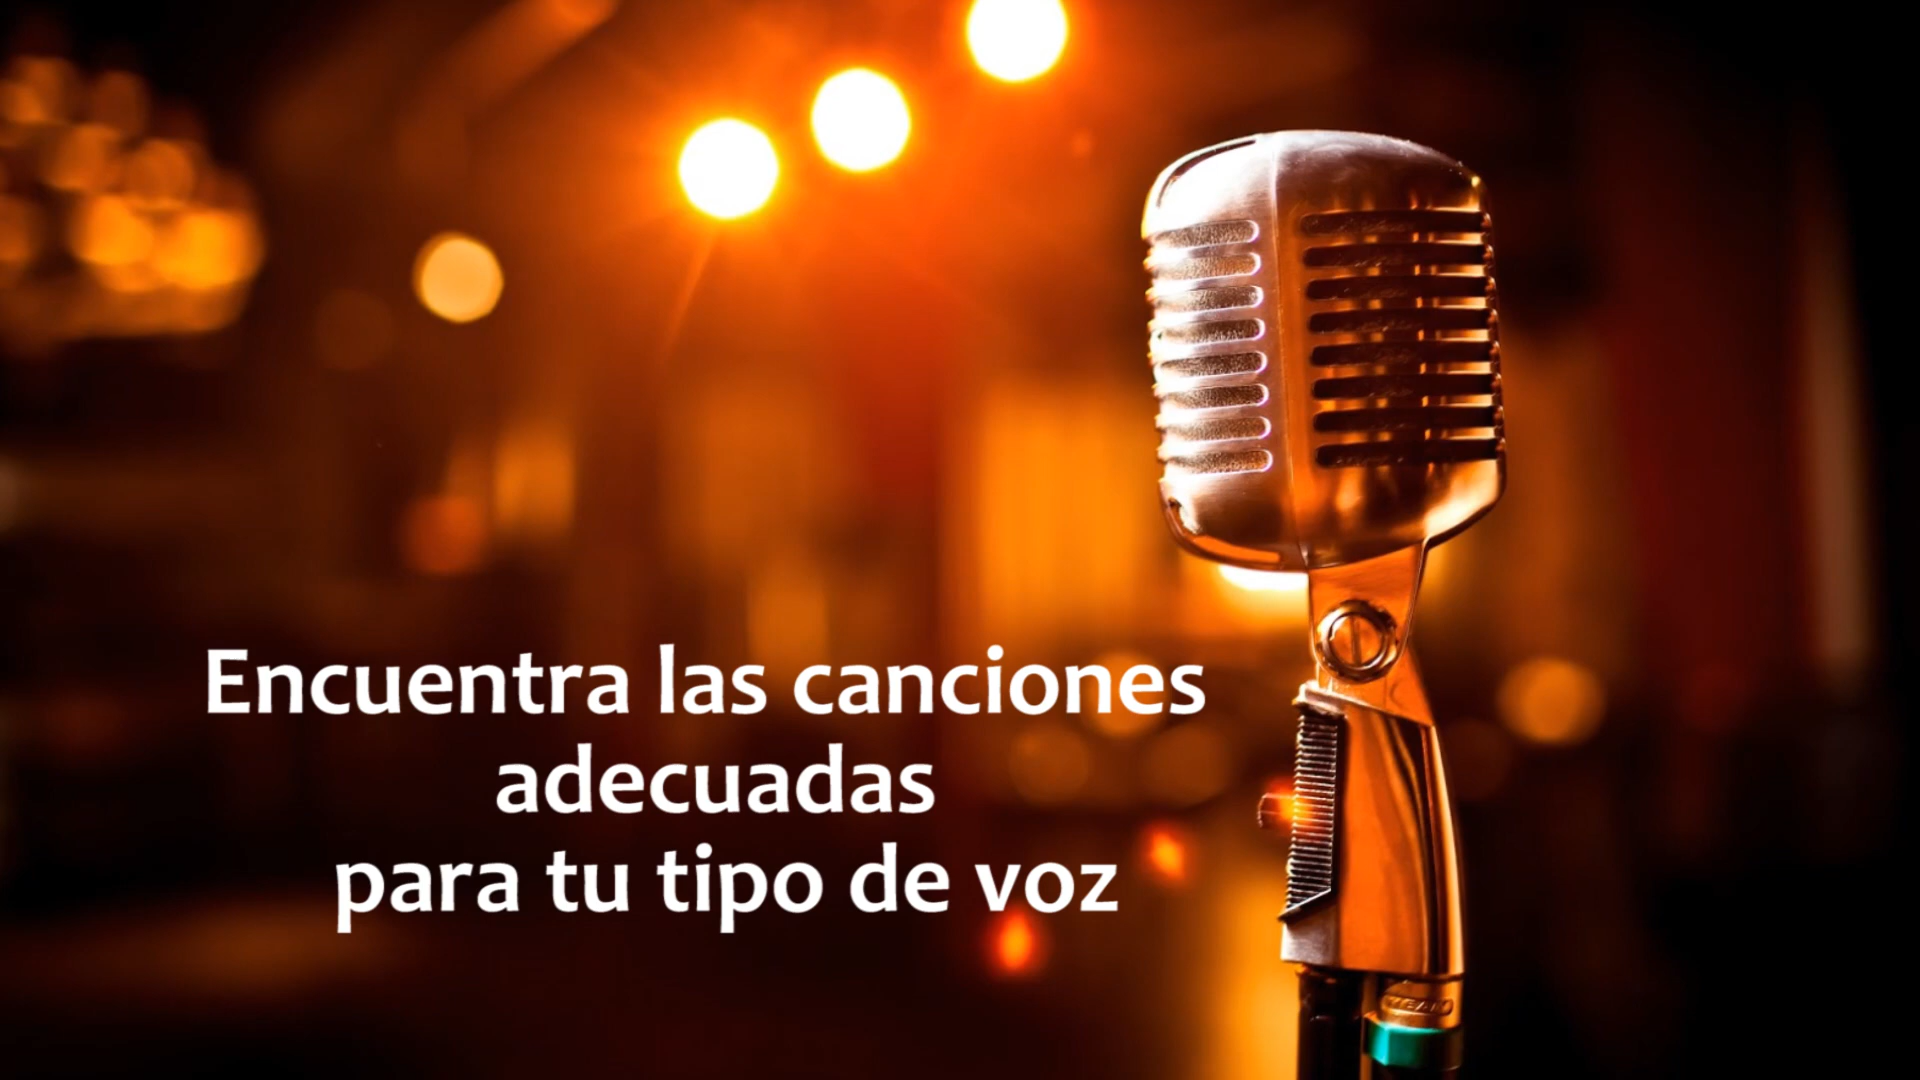 Encuentra las canciones
adecuadas
para tu tipo de voz